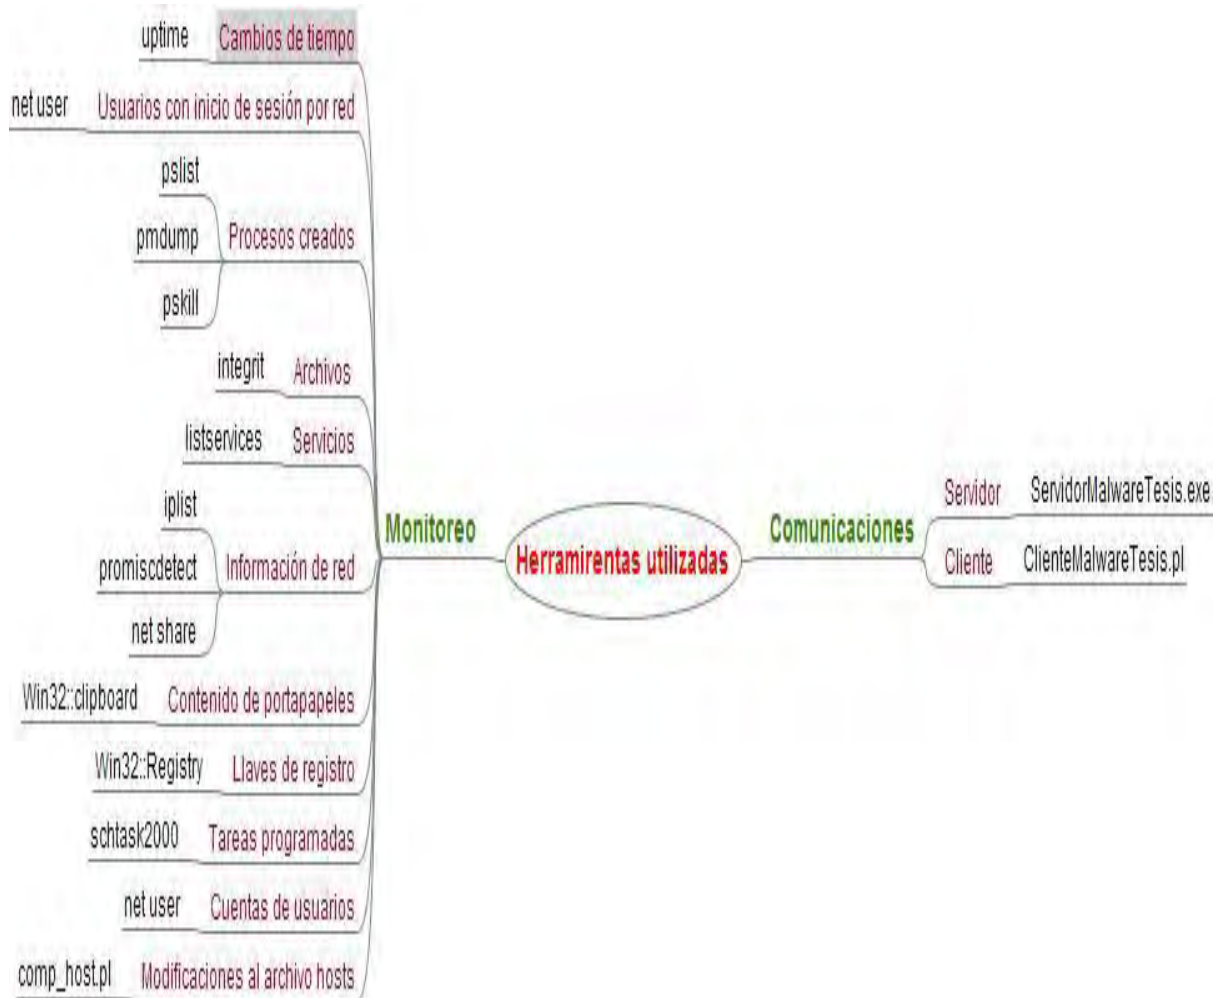 uptime Cambios de tiempo
net user Usuarios con inicio de sesión por red
pslist
pmdump Procesos creados
pskill
integrit Archivos
listservices Servicios
iplist
promiscdetect Información de red
net share
Win32::clipboard Contenido de portapapeles
Win32::Registry Llaves de registro
schtask2000 Tareas programadas
net user Cuentas de usuarios
comp_host.pl Modificaciones al archivo hosts
Monitoreo
Herramirentas utilizadas
Comunicaciones
Servidor ServidorMalwareTesis.exe
Cliente ClienteMalwareTesis.pl